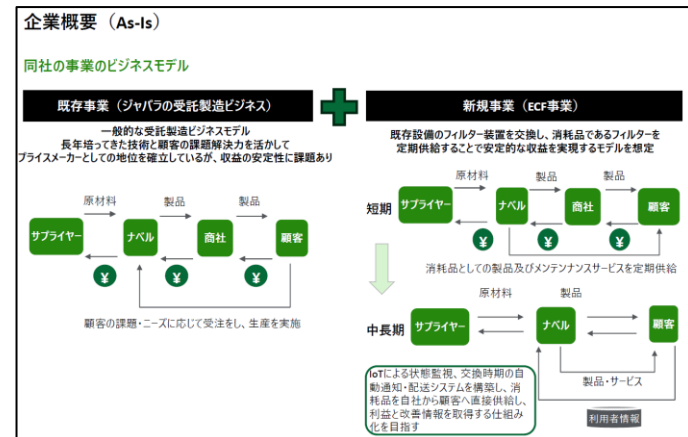 企業概要（As-Is）
同社の事業のビジネスモデル
既存事業（ジャバラの受託製造ビジネス）
一般的な受託製造ビジネスモデル
長年培ってきた技術と顧客の課題解決力を活かして
プライスメーカーとしての地位を確立しているが、収益の安定性に課題あり
原材料
製品
製品
サプライヤー
ナベル
商社
顧客
¥
¥
¥
顧客の課題・ニーズに応じて受注をし、生産を実施
新規事業（ECF事業）
既存設備のフィルター装置を交換し、消耗品であるフィルターを
定期供給することで安定的な収益を実現するモデルを想定
原材料
製品
製品
短期
サプライヤー
ナベル
商社
顧客
¥
¥
¥
消耗品としての製品及びメンテンナンスサービスを定期供給
原材料
製品
中長期
サプライヤー
ナベル
顧客
製品・サービス
IoTによる状態監視、交換時期の自
動通知・配送システムを構築し、消
耗品を自社から顧客へ直接供給し、
利益と改善情報を取得する仕組み
化を目指す
利用者情報